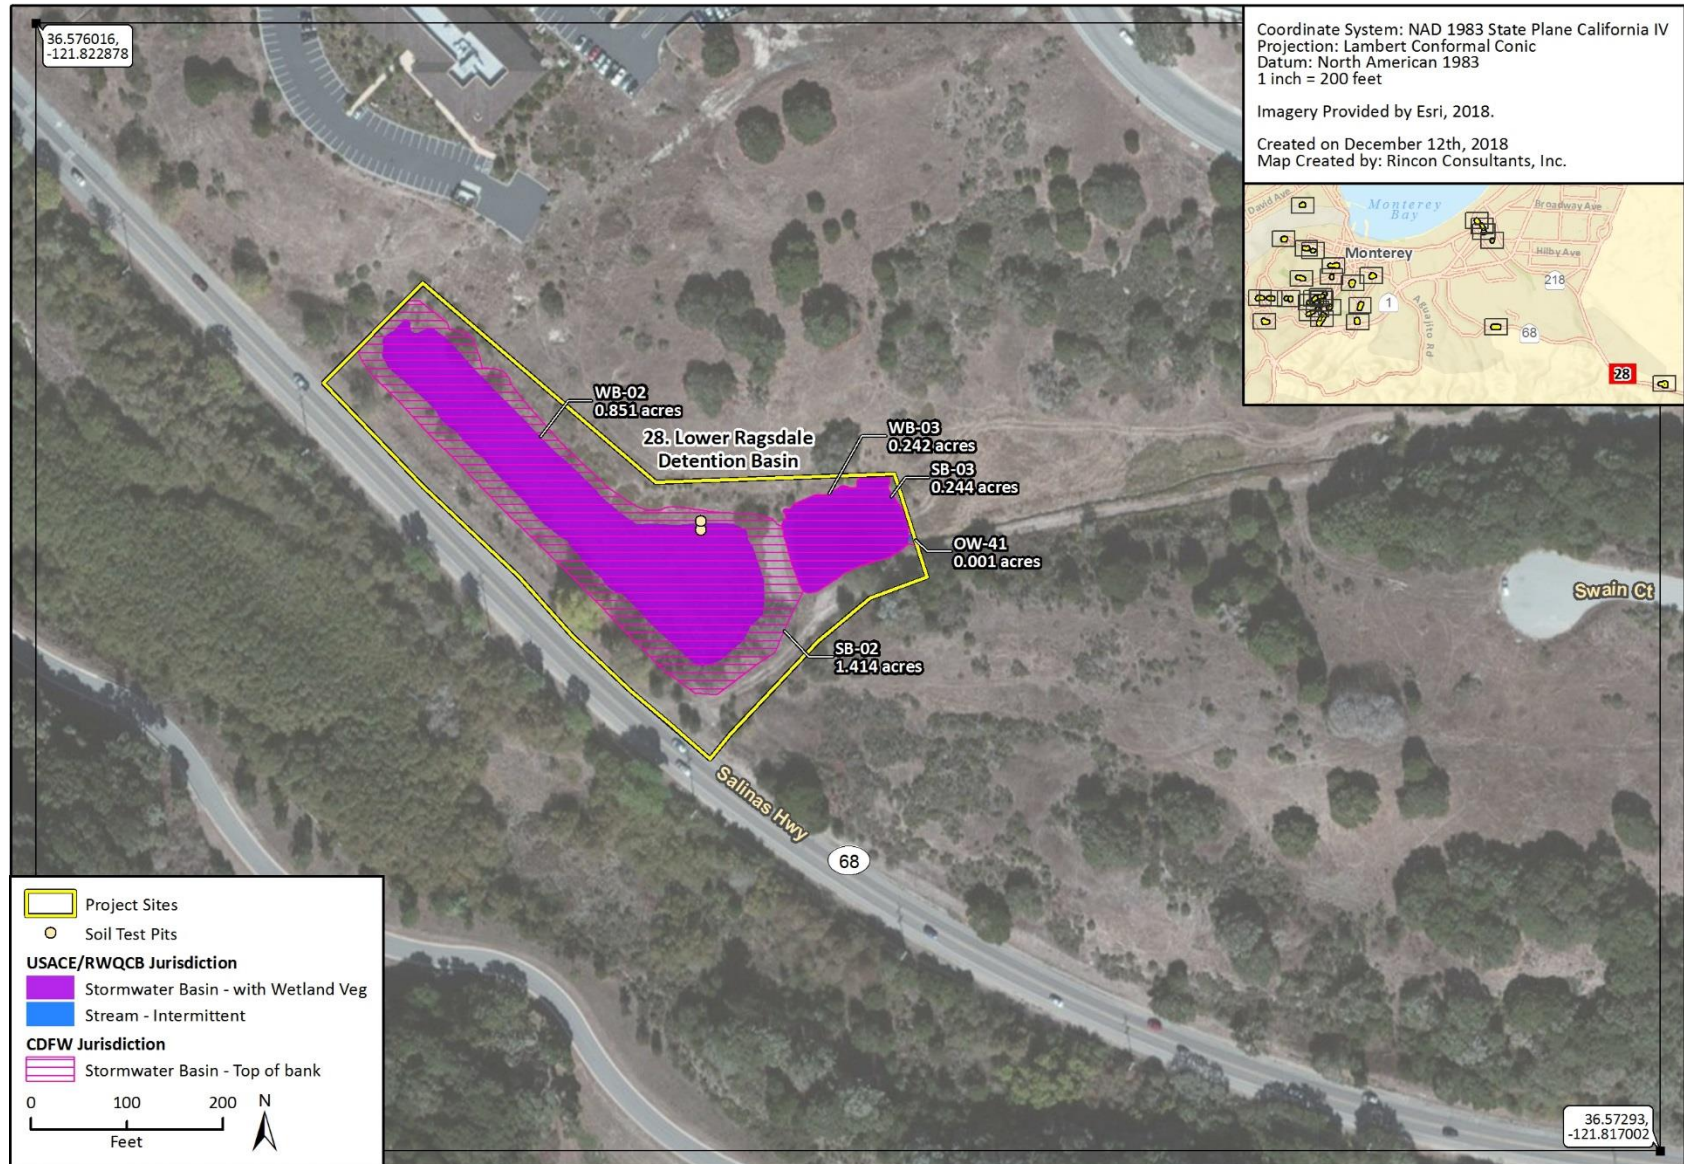 36.576016,
-121.822878
Coordinate System: NAD 1983 State Plane California IV
Projection: Lambert Conformal Conic
Datum: North American 1983
1 inch = 200 feet
Imagery Provided by Esri, 2018.
Created on December 12th, 2018
Map Created by: Rincon Consultants, Inc.
David Ave
Monterey
Bay
Broadway Ave
Monterey
Hilby Ave
218
1
Aguajito Rd
68
28
WB-02
0.851 acres
28. Lower Ragsdale
Detention Basin
WB-03
0.242 acres
SB-03
0.244 acres
OW-41
0.001 acres
SB-02
1.414 acres
Swain Ct
Salinas Hwy
68
Project Sites
Soil Test Pits
USACE/RWQCB Jurisdiction
Stormwater Basin - with Wetland Veg
Stream - Intermittent
CDFW Jurisdiction
Stormwater Basin - Top of bank
0 100 200
Feet
N
36.57293,
-121.817002